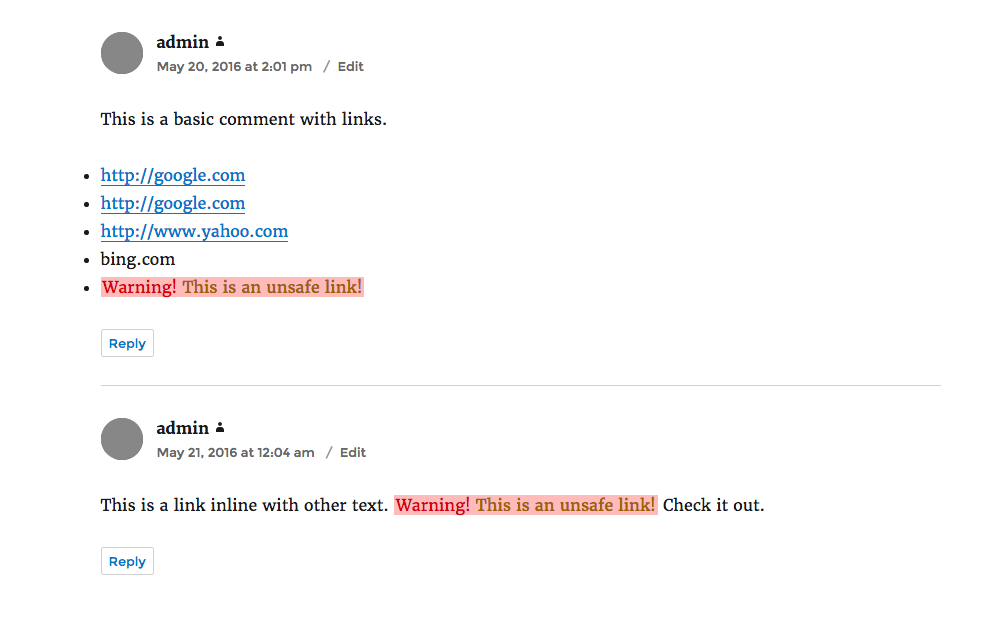 admin
May 20, 2016 at 2:01 pm / Edit
This is a basic comment with links.
http://google.com
http://google.com
http://www.yahoo.com
bing.com
Warning! This is an unsafe link!
Reply
admin
May 21, 2016 at 12:04 am / Edit
This is a link inline with other text. Warning! This is an unsafe link! Check it out.
Reply